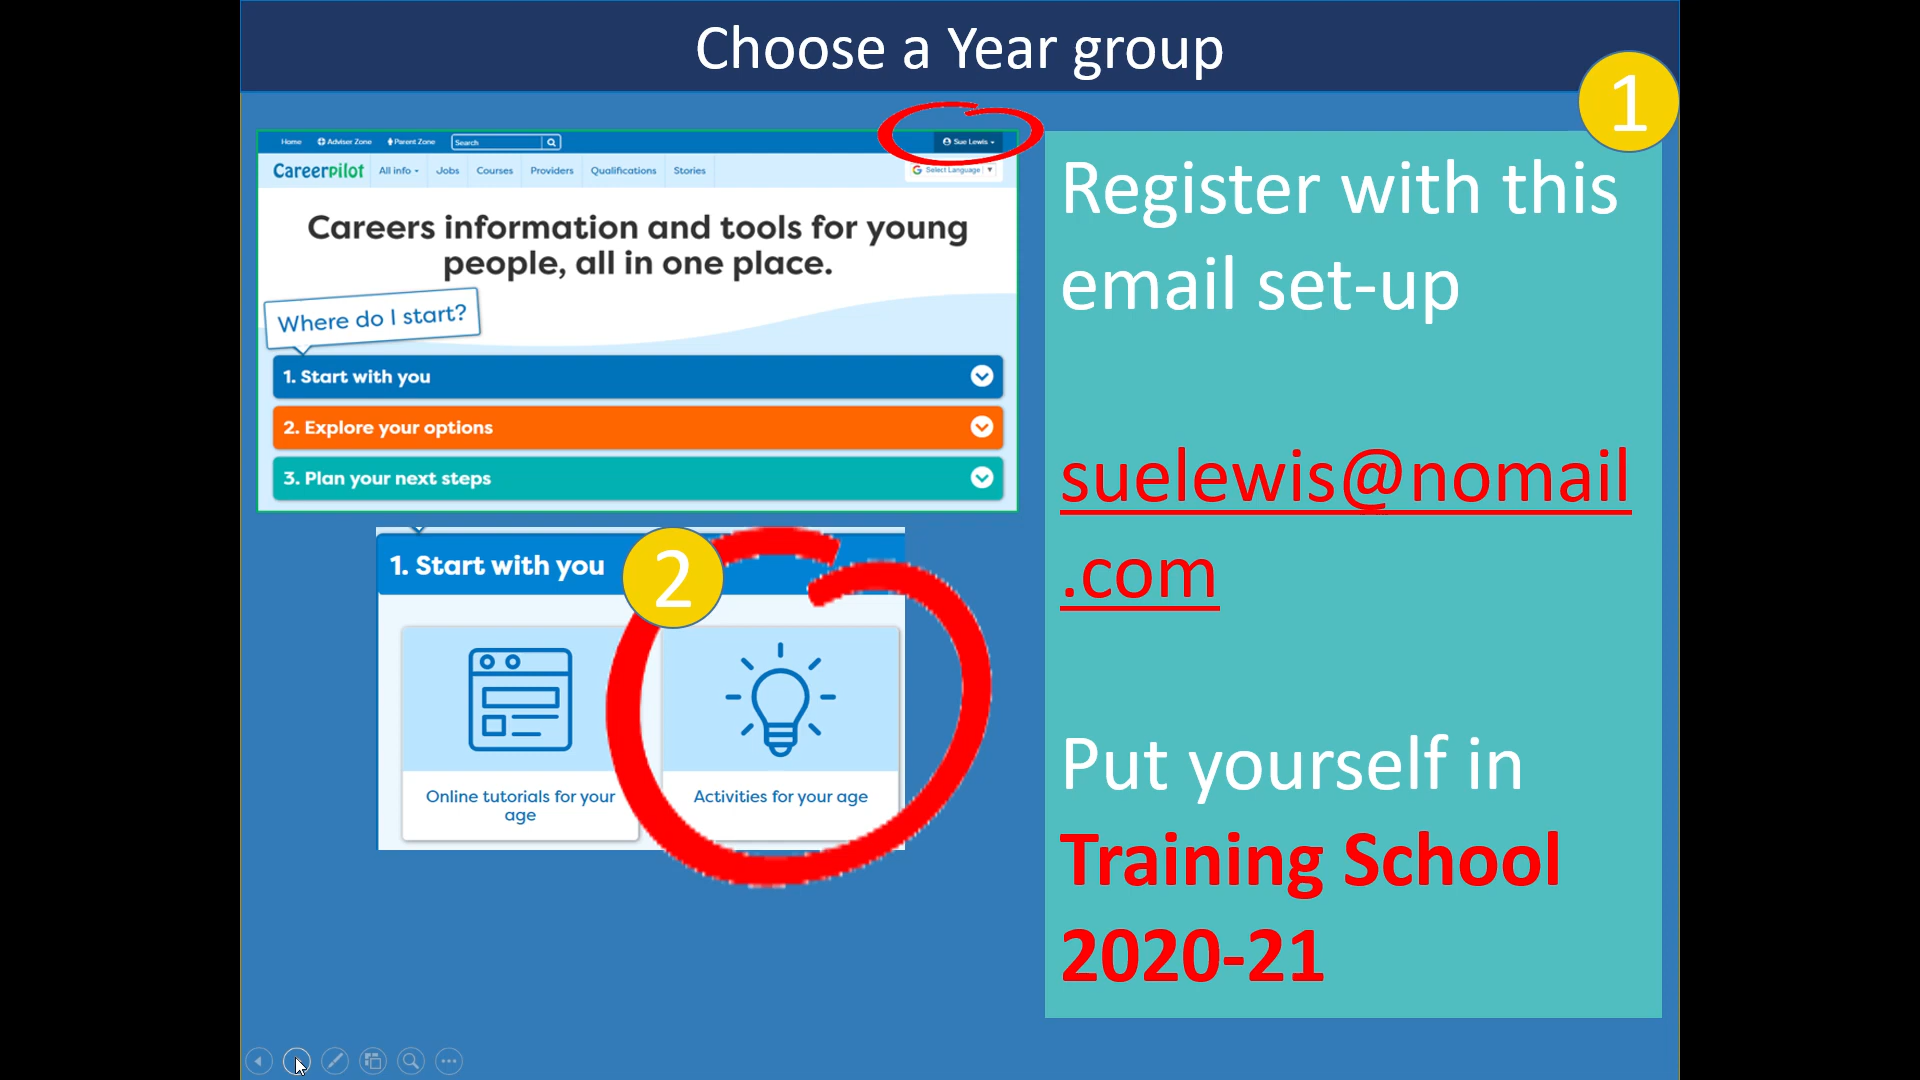 Choose a Year group
1
Home Adviser Zone Parent Zone Search Sue Lewis
Careerpilot All info Jobs Courses Providers Qualifications Stories Select Language
Careers information and tools for young
people, all in one place.
Where do I start?
1. Start with you
2. Explore your options
3. Plan your next steps
1. Start with you
2
Online tutorials for your
age
Activities for your age
Register with this
email set-up
suelewis@nomail
.com
Put yourself in
Training School
2020-21